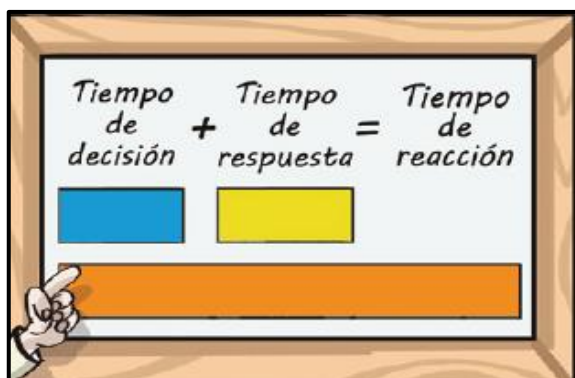 Tiempo de decisión + Tiempo de respuesta = Tiempo de reacción